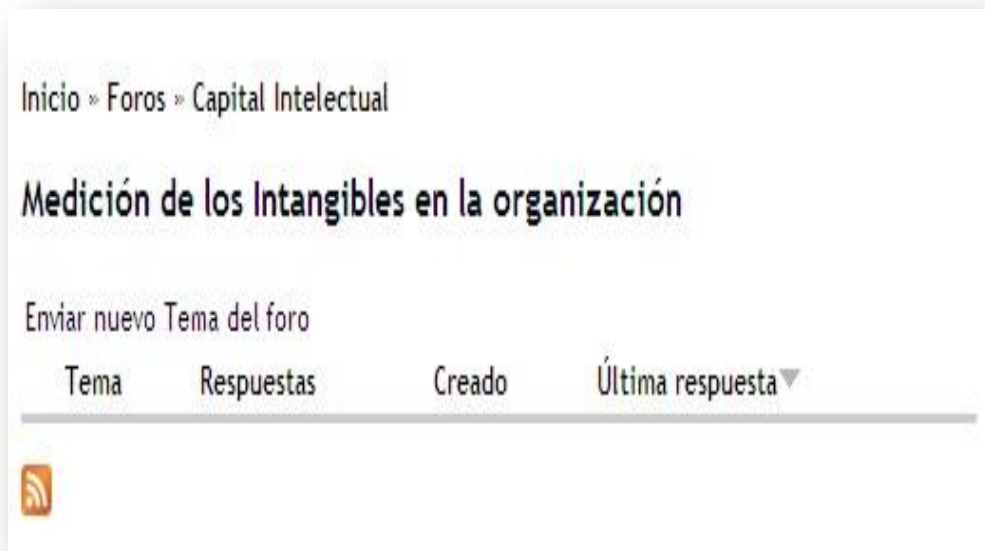 Inicio » Foros » Capital Intelectual
Medición de los Intangibles en la organización
Enviar nuevo Tema del foro
Tema Respuestas Creado Última respuesta